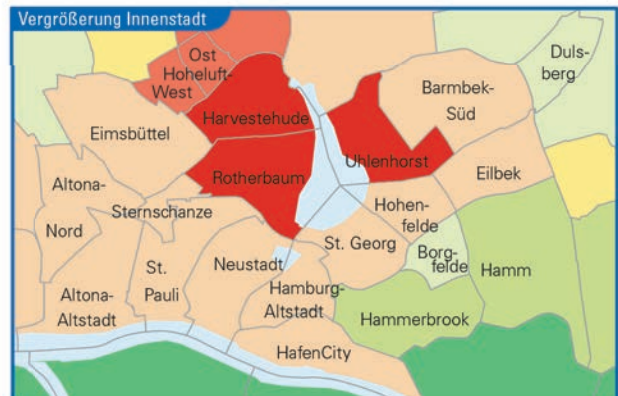 Vergrößerung Innenstadt
Ost
Hoheluft-
West
Duls-
berg
Barmbek-
Süd
Harvestehude
Eimsbüttel
Uhlenhorst
Eilbek
Rotherbaum
Altona-
Nord
Sternschanze
Hohen-
felde
St. Georg
Borg-
felde
Hamm
St.
Pauli
Neustadt
Hamburg-
Altstadt
Altona-
Altstadt
Hammerbrook
HafenCity